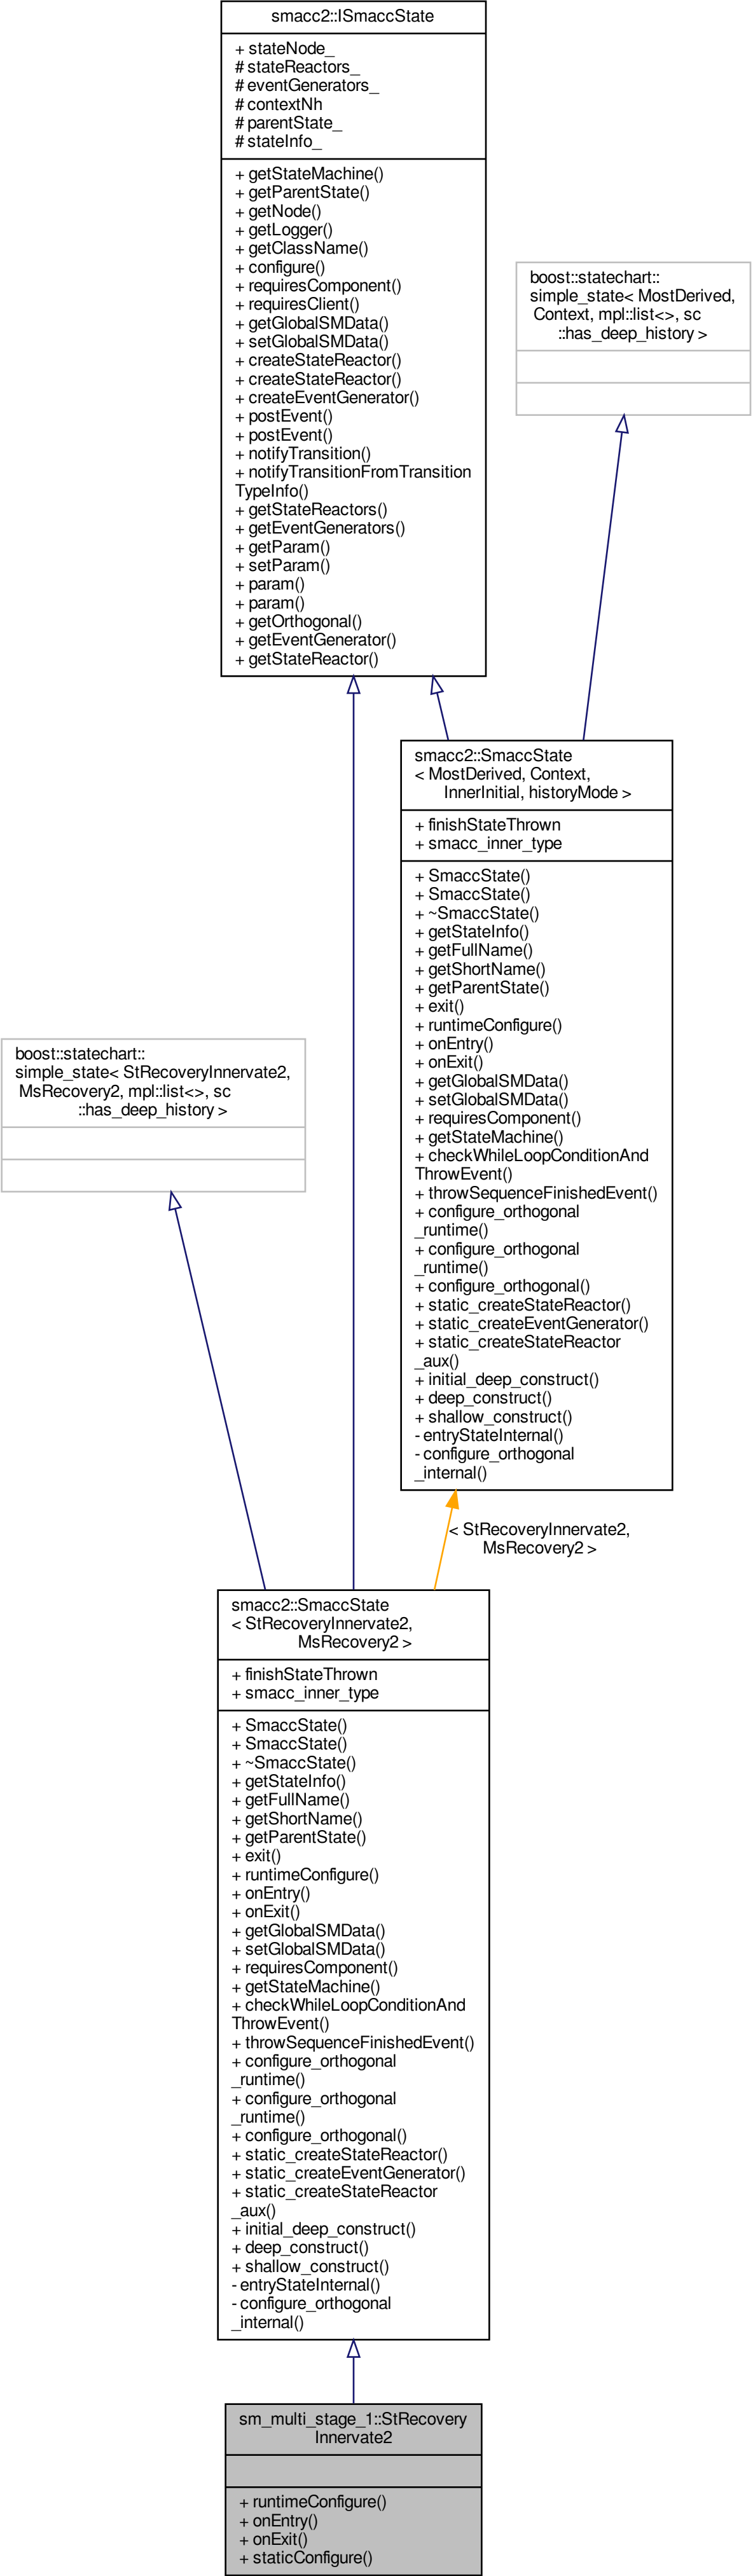 smacc2::ISmaccState
+ stateNode_
# stateReactors_
# eventGenerators_
# contextNh
# parentState_
# stateInfo_
+ getStateMachine()
+ getParentState()
+ getNode()
+ getLogger()
+ getClassName()
+ configure()
+ requiresComponent()
+ requiresClient()
+ getGlobalSMData()
+ setGlobalSMData()
+ createStateReactor()
+ createStateReactor()
+ createEventGenerator()
+ postEvent()
+ postEvent()
+ notifyTransition()
+ notifyTransitionFromTransition
TypeInfo()
+ getStateReactors()
+ getEventGenerators()
+ getParam()
+ setParam()
+ param()
+ param()
+ getOrthogonal()
+ getEventGenerator()
+ getStateReactor()
boost::statechart::
simple_state< MostDerived,
Context, mpl::list<>, sc
::has_deep_history >
smacc2::SmaccState
< MostDerived, Context,
InnerInitial, historyMode >
+ finishStateThrown
+ smacc_inner_type
+ SmaccState()
+ SmaccState()
+ ~SmaccState()
+ getStateInfo()
+ getFullName()
+ getShortName()
+ getParentState()
+ exit()
+ runtimeConfigure()
+ onEntry()
+ onExit()
+ getGlobalSMData()
+ setGlobalSMData()
+ requiresComponent()
+ getStateMachine()
+ checkWhileLoopConditionAnd
ThrowEvent()
+ throwSequenceFinishedEvent()
+ configure_orthogonal
_runtime()
+ configure_orthogonal
_runtime()
+ configure_orthogonal()
+ static_createStateReactor()
+ static_createEventGenerator()
+ static_createStateReactor
_aux()
+ initial_deep_construct()
+ deep_construct()
+ shallow_construct()
- entryStateInternal()
- configure_orthogonal
_internal()
boost::statechart::
simple_state< StRecoveryInnervate2,
MsRecovery2, mpl::list<>, sc
::has_deep_history >
< StRecoveryInnervate2,
MsRecovery2 >
smacc2::SmaccState
< StRecoveryInnervate2,
MsRecovery2 >
+ finishStateThrown
+ smacc_inner_type
+ SmaccState()
+ SmaccState()
+ ~SmaccState()
+ getStateInfo()
+ getFullName()
+ getShortName()
+ getParentState()
+ exit()
+ runtimeConfigure()
+ onEntry()
+ onExit()
+ getGlobalSMData()
+ setGlobalSMData()
+ requiresComponent()
+ getStateMachine()
+ checkWhileLoopConditionAnd
ThrowEvent()
+ throwSequenceFinishedEvent()
+ configure_orthogonal
_runtime()
+ configure_orthogonal
_runtime()
+ configure_orthogonal()
+ static_createStateReactor()
+ static_createEventGenerator()
+ static_createStateReactor
_aux()
+ initial_deep_construct()
+ deep_construct()
+ shallow_construct()
- entryStateInternal()
- configure_orthogonal
_internal()
sm_multi_stage_1::StRecovery
Innervate2
+ runtimeConfigure()
+ onEntry()
+ onExit()
+ staticConfigure()